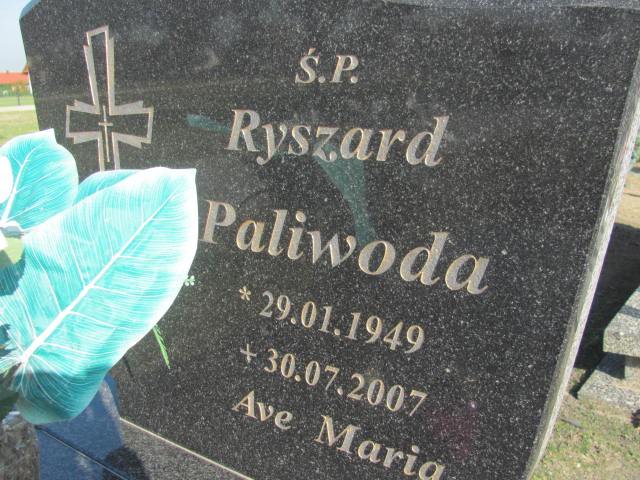 Ś.P.
Ryszard
Paliwoda
* 29.01.1949
+ 30.07.2007
Ave Maria